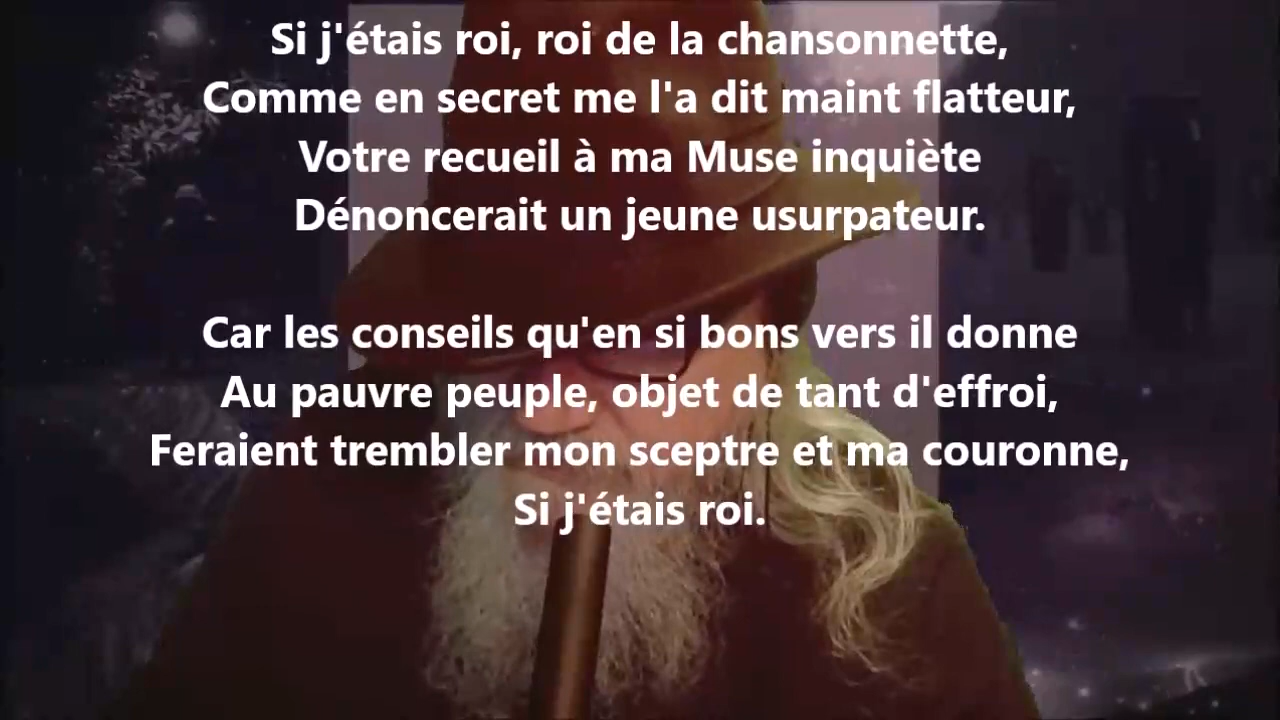 Si j'étais roi, roi de la chansonnette,
Comme en secret me l'a dit maint flatteur,
Votre recueil à ma Muse inquiète
Dénoncerait un jeune usurpateur.
Car les conseils qu'en si bons vers il donne
Au pauvre peuple, objet de tant d'effroi,
Feraient trembler mon sceptre et ma couronne,
Si j'étais roi.